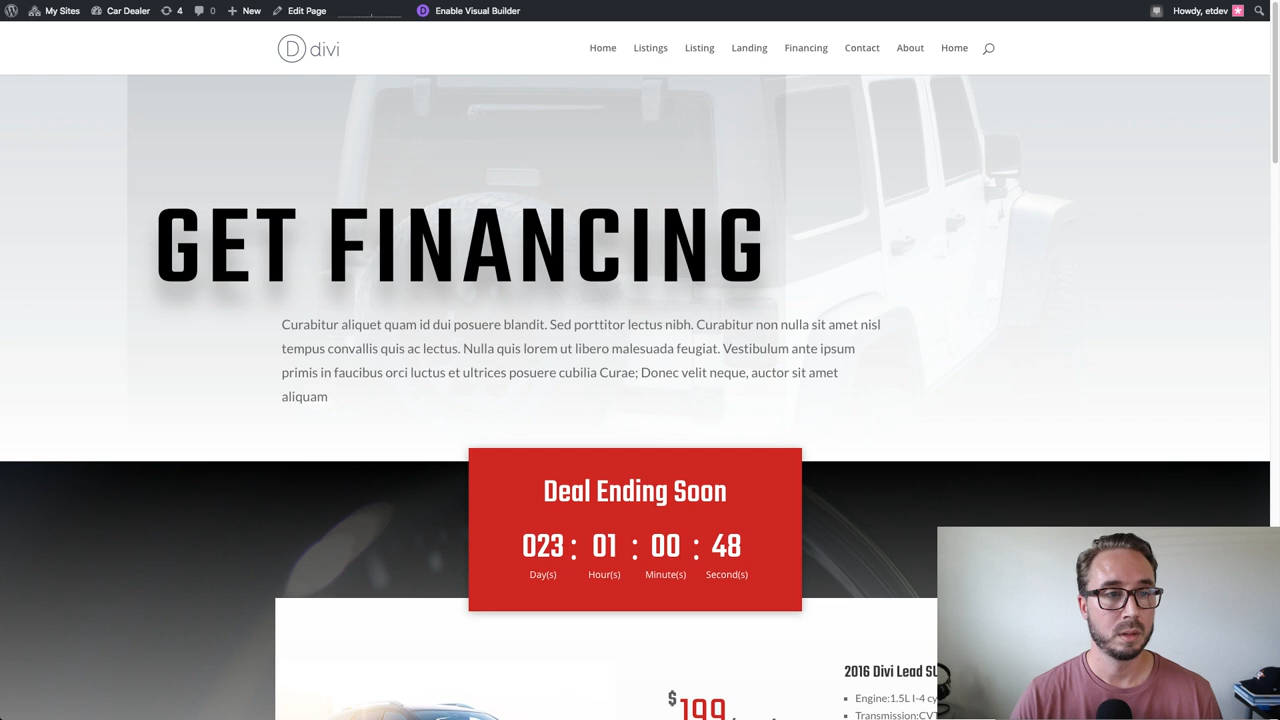 My Sites Car Dealer 4 0 New Edit Page Enable Visual Builder Howdy, etdev
D divi
Home Listings Listing Landing Financing Contact About Home
GET FINANCING
Curabitur aliquet quam id dui posuere blandit. Sed porttitor lectus nibh. Curabitur non nulla sit amet nisl
tempus convallis quis ac lectus. Nulla quis lorem ut libero malesuada feugiat. Vestibulum ante ipsum
primis in faucibus orci luctus et ultrices posuere cubilia Curae; Donec velit neque, auctor sit amet
aliquam
Deal Ending Soon
023 : 01 : 00 : 48
Day(s) Hour(s) Minute(s) Second(s)
2016 Divi Lead
$199
Engine:1.5L I-4